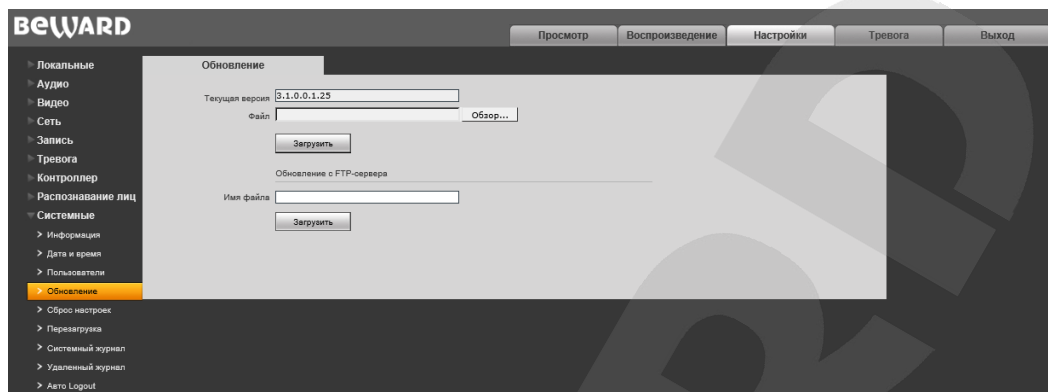 BEWARD
Просмотр
Воспроизведение
Настройки
Тревога
Выход
Локальные
Аудио
Видео
Сеть
Запись
Тревога
Контроллер
Распознавание лиц
Системные
Информация
Дата и время
Пользователи
Обновление
Сброс настроек
Перезагрузка
Системный журнал
Удаленный журнал
Авто Logout
Обновление
Текущая версия 3.1.0.0.1.25
Файл Обзор...
Загрузить
Обновление с FTP-сервера
Имя файла
Загрузить